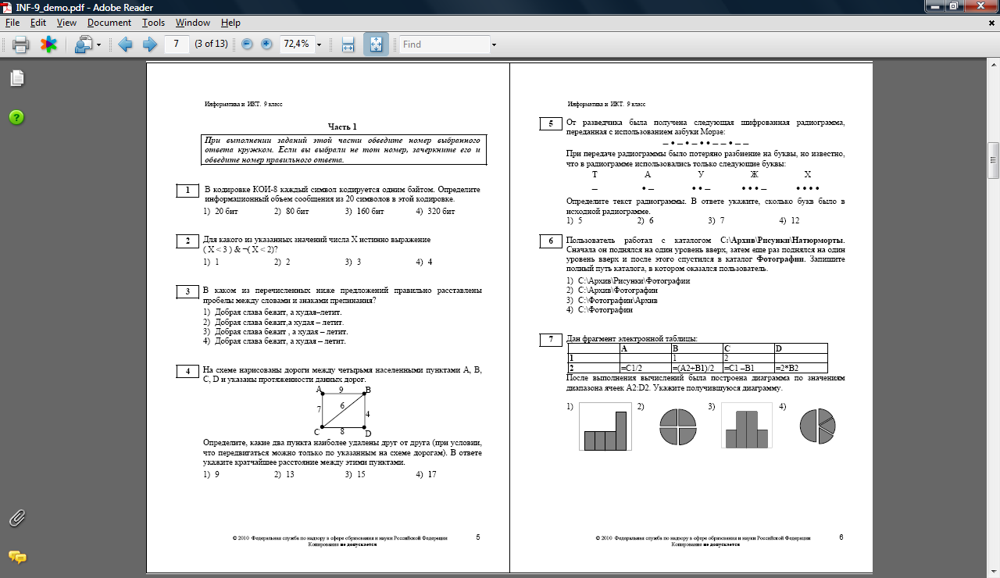 INF-9_demo.pdf - Adobe Reader
File Edit View Document Tools Window Help
7 (3 of 13) 72,4% Find
Информатика и ИКТ. 9 класс
Часть 1
При выполнении заданий этой части обведите номер выбранного
ответа кружком. Если вы выбрали не тот номер, зачеркните его и
обведите номер правильного ответа.
1 В кодировке КОИ-8 каждый символ кодируется одним байтом. Определите
информационный объем сообщения из 20 символов в этой кодировке.
1) 20 бит 2) 80 бит 3) 160 бит 4) 320 бит
2 Для какого из указанных значений числа X истинно выражение
( X < 3 ) & ¬( X < 2)?
1) 1 2) 2 3) 3 4) 4
3 В каком из перечисленных ниже предложений правильно расставлены
пробелы между словами и знаками препинания?
1) Добрая слава бежит, а худая–летит.
2) Добрая слава бежит,а худая – летит.
3) Добрая слава бежит , а худая – летит.
4) Добрая слава бежит, а худая – летит.
4 На схеме нарисованы дороги между четырьмя населенными пунктами A, B,
C, D и указаны протяженности данных дорог.
A 9 B
6
7 4
C 8 D
Определите, какие два пункта наиболее удалены друг от друга (при условии,
что передвигаться можно только по указанным на схеме дорогам). В ответе
укажите кратчайшее расстояние между этими пунктами.
1) 9 2) 13 3) 15 4) 17
© 2010 Федеральная служба по надзору в сфере образования и науки Российской Федерации 5
Копирование не допускается
Информатика и ИКТ. 9 класс
5 От разведчика была получена следующая шифрованная радиограмма,
переданная с использованием азбуки Морзе:
– • – • – • • – – • – –
При передаче радиограммы было потеряно разбиение на буквы, но известно,
что в радиограмме использовались только следующие буквы:
Т А У Ж Х
– • – • • – • • • – • • • •
Определите текст радиограммы. В ответе укажите, сколько букв было в
исходной радиограмме.
1) 5 2) 6 3) 7 4) 12
6 Пользователь работал с каталогом C:\Архив\Рисунки\Натюрморты.
Сначала он поднялся на один уровень вверх, затем еще раз поднялся на один
уровень вверх и после этого спустился в каталог Фотографии. Запишите
полный путь каталога, в котором оказался пользователь.
1) C:\Архив\Рисунки\Фотографии
2) C:\Архив\Фотографии
3) C:\Фотографии\Архив
4) C:\Фотографии
7 Дан фрагмент электронной таблицы:
A B C D
1 1 2
2 =C1/2 =(A2+B1)/2 =C1 –B1 =2*B2
После выполнения вычислений была построена диаграмма по значениям
диапазона ячеек A2:D2. Укажите получившуюся диаграмму.
1) 2) 3) 4)
© 2010 Федеральная служба по надзору в сфере образования и науки Российской Федерации 6
Копирование не допускается